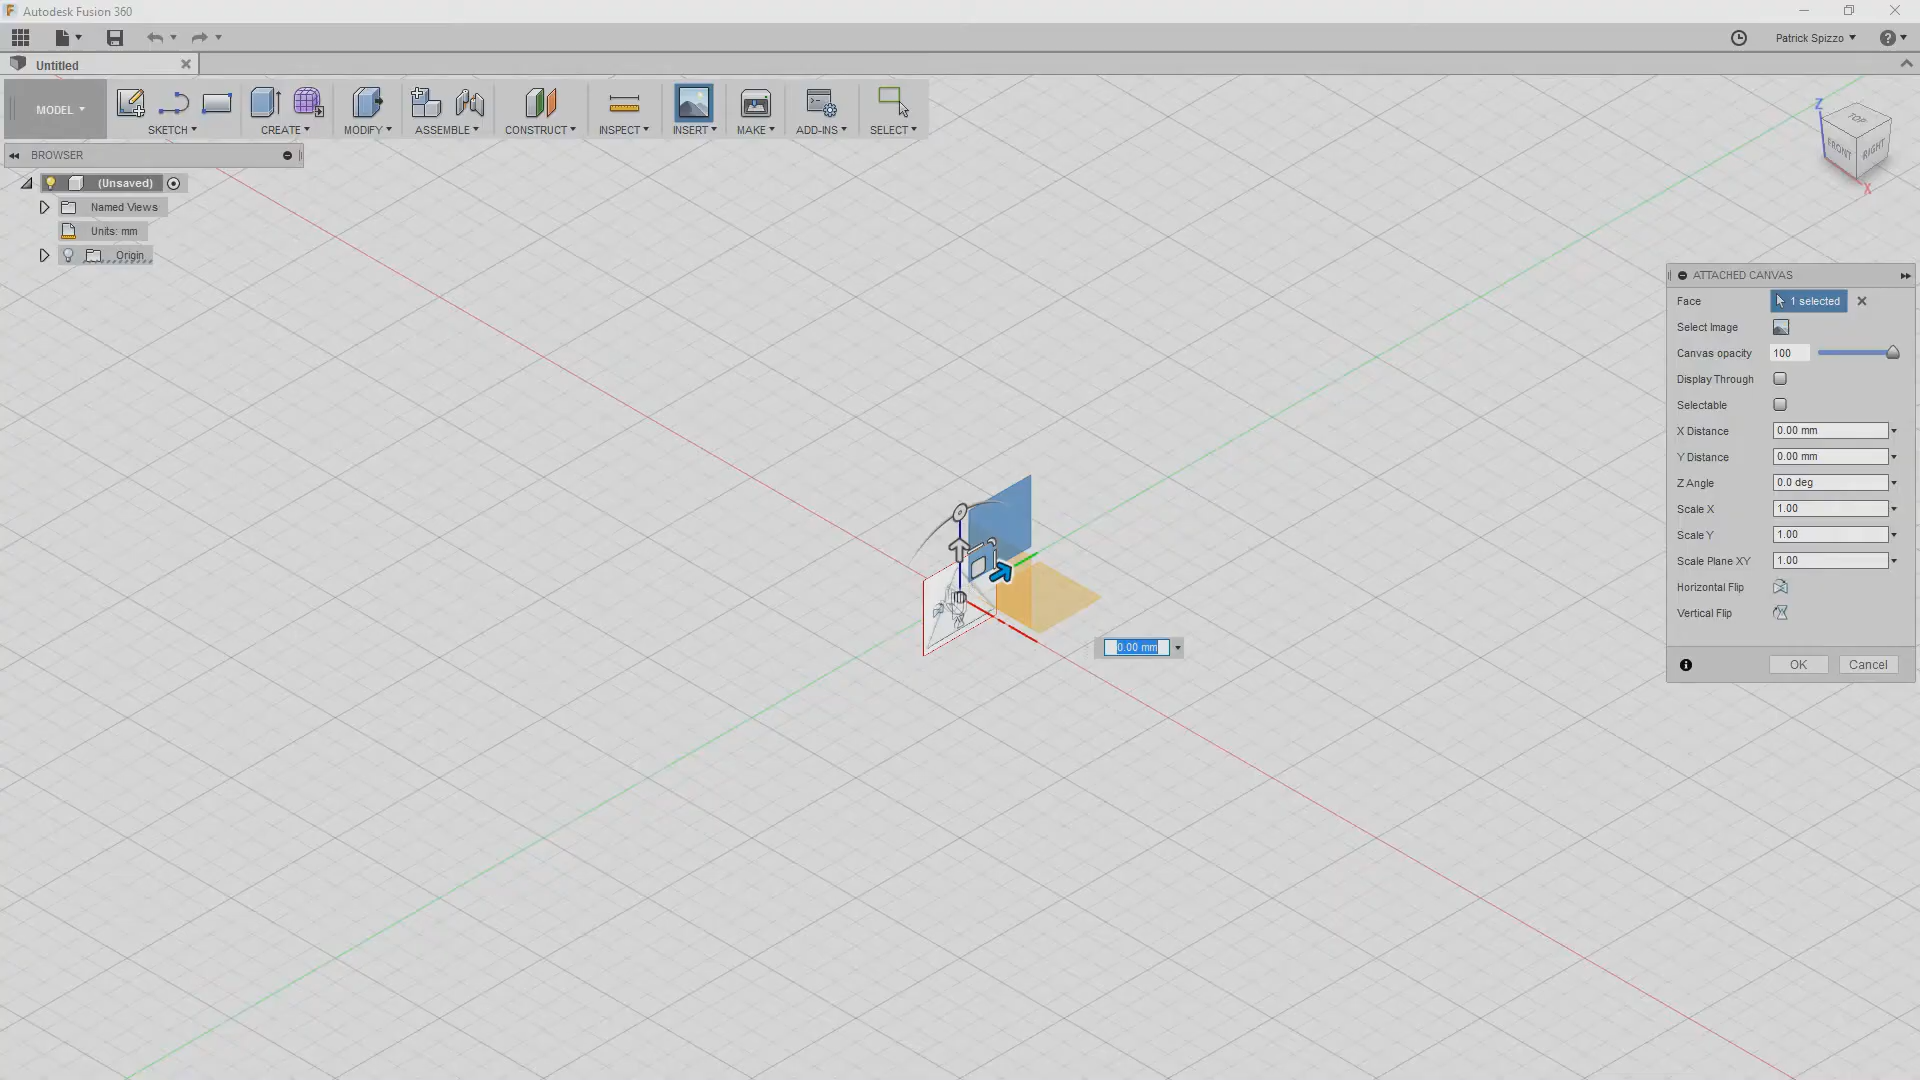 Autodesk Fusion 360
Patrick Spizzo
Untitled
MODEL
SKETCH
CREATE
MODIFY
ASSEMBLE
CONSTRUCT
INSPECT
INSERT
MAKE
ADD-INS
SELECT
Z
TOP
FRONT
RIGHT
X
BROWSER
(Unsaved)
Named Views
Units: mm
Origin
ATTACHED CANVAS
Face 1 selected
Select Image
Canvas opacity 100
Display Through
Selectable
X Distance 0.00 mm
Y Distance 0.00 mm
Z Angle 0.0 deg
Scale X 1.00
Scale Y 1.00
Scale Plane XY 1.00
Horizontal Flip
Vertical Flip
0.00 mm
OK Cancel